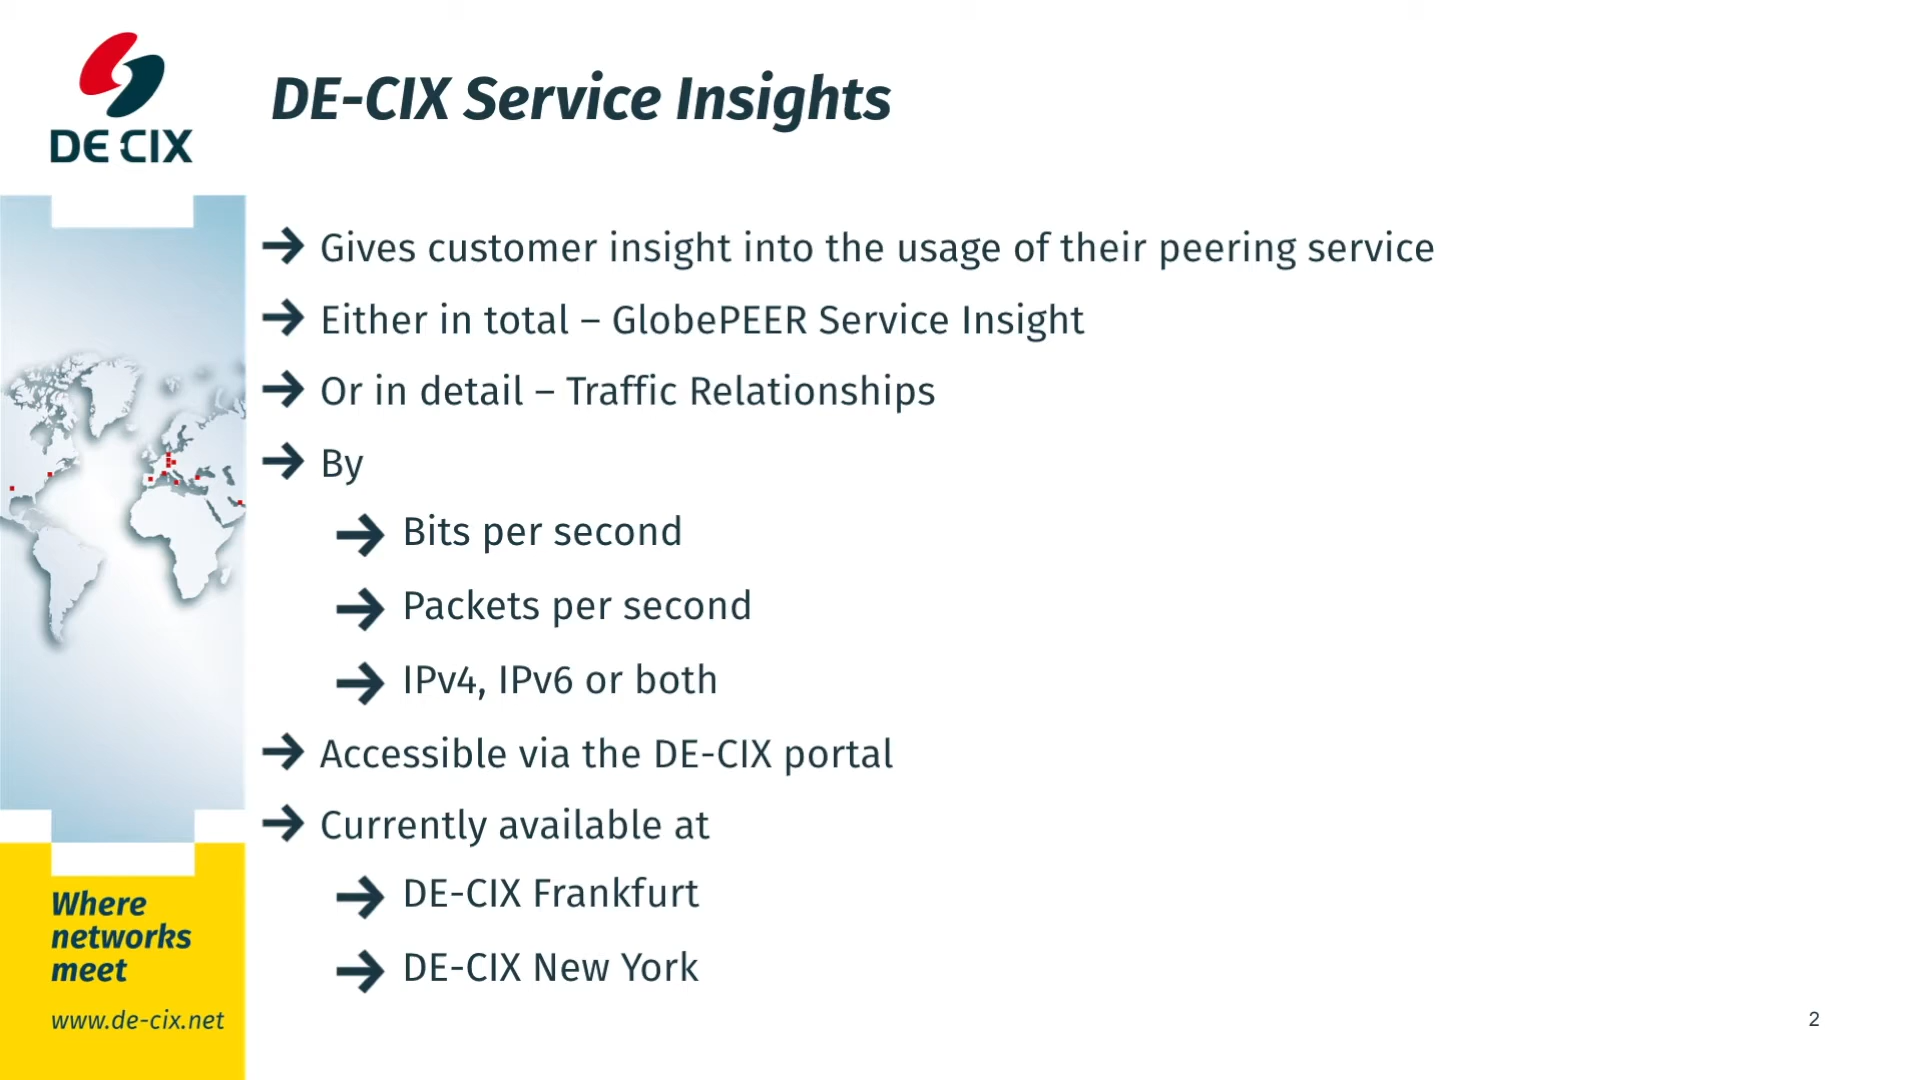 DE CIX
DE-CIX Service Insights
Gives customer insight into the usage of their peering service
Either in total – GlobePEER Service Insight
Or in detail – Traffic Relationships
By
Bits per second
Packets per second
IPv4, IPv6 or both
Accessible via the DE-CIX portal
Currently available at
DE-CIX Frankfurt
DE-CIX New York
Where
networks
meet
www.de-cix.net
2